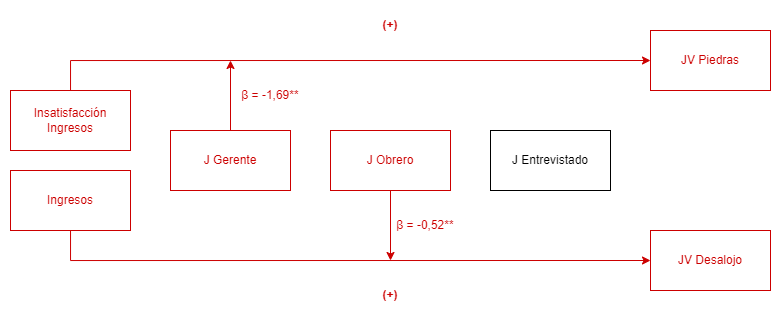 (+)
JV Piedras
β = -1,69**
Insatisfacción
Ingresos
J Gerente
J Obrero
J Entrevistado
Ingresos
β = -0,52**
JV Desalojo
(+)